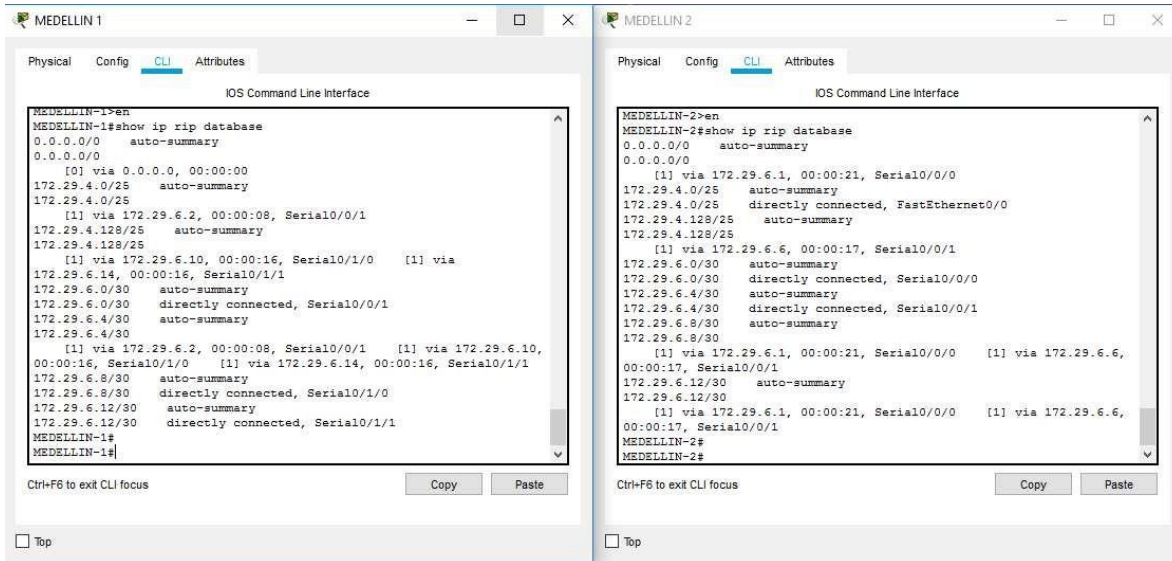 MEDELLIN 1
Physical Config CLI Attributes
IOS Command Line Interface
MEDELLIN-1>en
MEDELLIN-1#show ip rip database
0.0.0.0/0 auto-summary
0.0.0.0/0
[0] via 0.0.0.0, 00:00:00
172.29.4.0/25 auto-summary
172.29.4.0/25
[1] via 172.29.6.2, 00:00:08, Serial0/0/1
172.29.4.128/25 auto-summary
172.29.4.128/25
[1] via 172.29.6.10, 00:00:16, Serial0/1/0 [1] via
172.29.6.14, 00:00:16, Serial0/1/1
172.29.6.0/30 auto-summary
172.29.6.0/30 directly connected, Serial0/0/1
172.29.6.4/30 auto-summary
172.29.6.4/30
[1] via 172.29.6.2, 00:00:08, Serial0/0/1 [1] via 172.29.6.10,
00:00:16, Serial0/1/0 [1] via 172.29.6.14, 00:00:16, Serial0/1/1
172.29.6.8/30 auto-summary
172.29.6.8/30 directly connected, Serial0/1/0
172.29.6.12/30 auto-summary
172.29.6.12/30 directly connected, Serial0/1/1
MEDELLIN-1#
MEDELLIN-1#
Ctrl+F6 to exit CLI focus
Copy Paste
Top
MEDELLIN 2
Physical Config CLI Attributes
IOS Command Line Interface
MEDELLIN-2>en
MEDELLIN-2#show ip rip database
0.0.0.0/0 auto-summary
0.0.0.0/0
[1] via 172.29.6.1, 00:00:21, Serial0/0/0
172.29.4.0/25 auto-summary
172.29.4.0/25 directly connected, FastEthernet0/0
172.29.4.128/25 auto-summary
172.29.4.128/25
[1] via 172.29.6.6, 00:00:17, Serial0/0/1
172.29.6.0/30 auto-summary
172.29.6.0/30 directly connected, Serial0/0/0
172.29.6.4/30 auto-summary
172.29.6.4/30 directly connected, Serial0/0/1
172.29.6.8/30 auto-summary
172.29.6.8/30
[1] via 172.29.6.1, 00:00:21, Serial0/0/0 [1] via 172.29.6.6,
00:00:17, Serial0/0/1
172.29.6.12/30 auto-summary
172.29.6.12/30
[1] via 172.29.6.1, 00:00:21, Serial0/0/0 [1] via 172.29.6.6,
00:00:17, Serial0/0/1
MEDELLIN-2#
MEDELLIN-2#
Ctrl+F6 to exit CLI focus
Copy Paste
Top